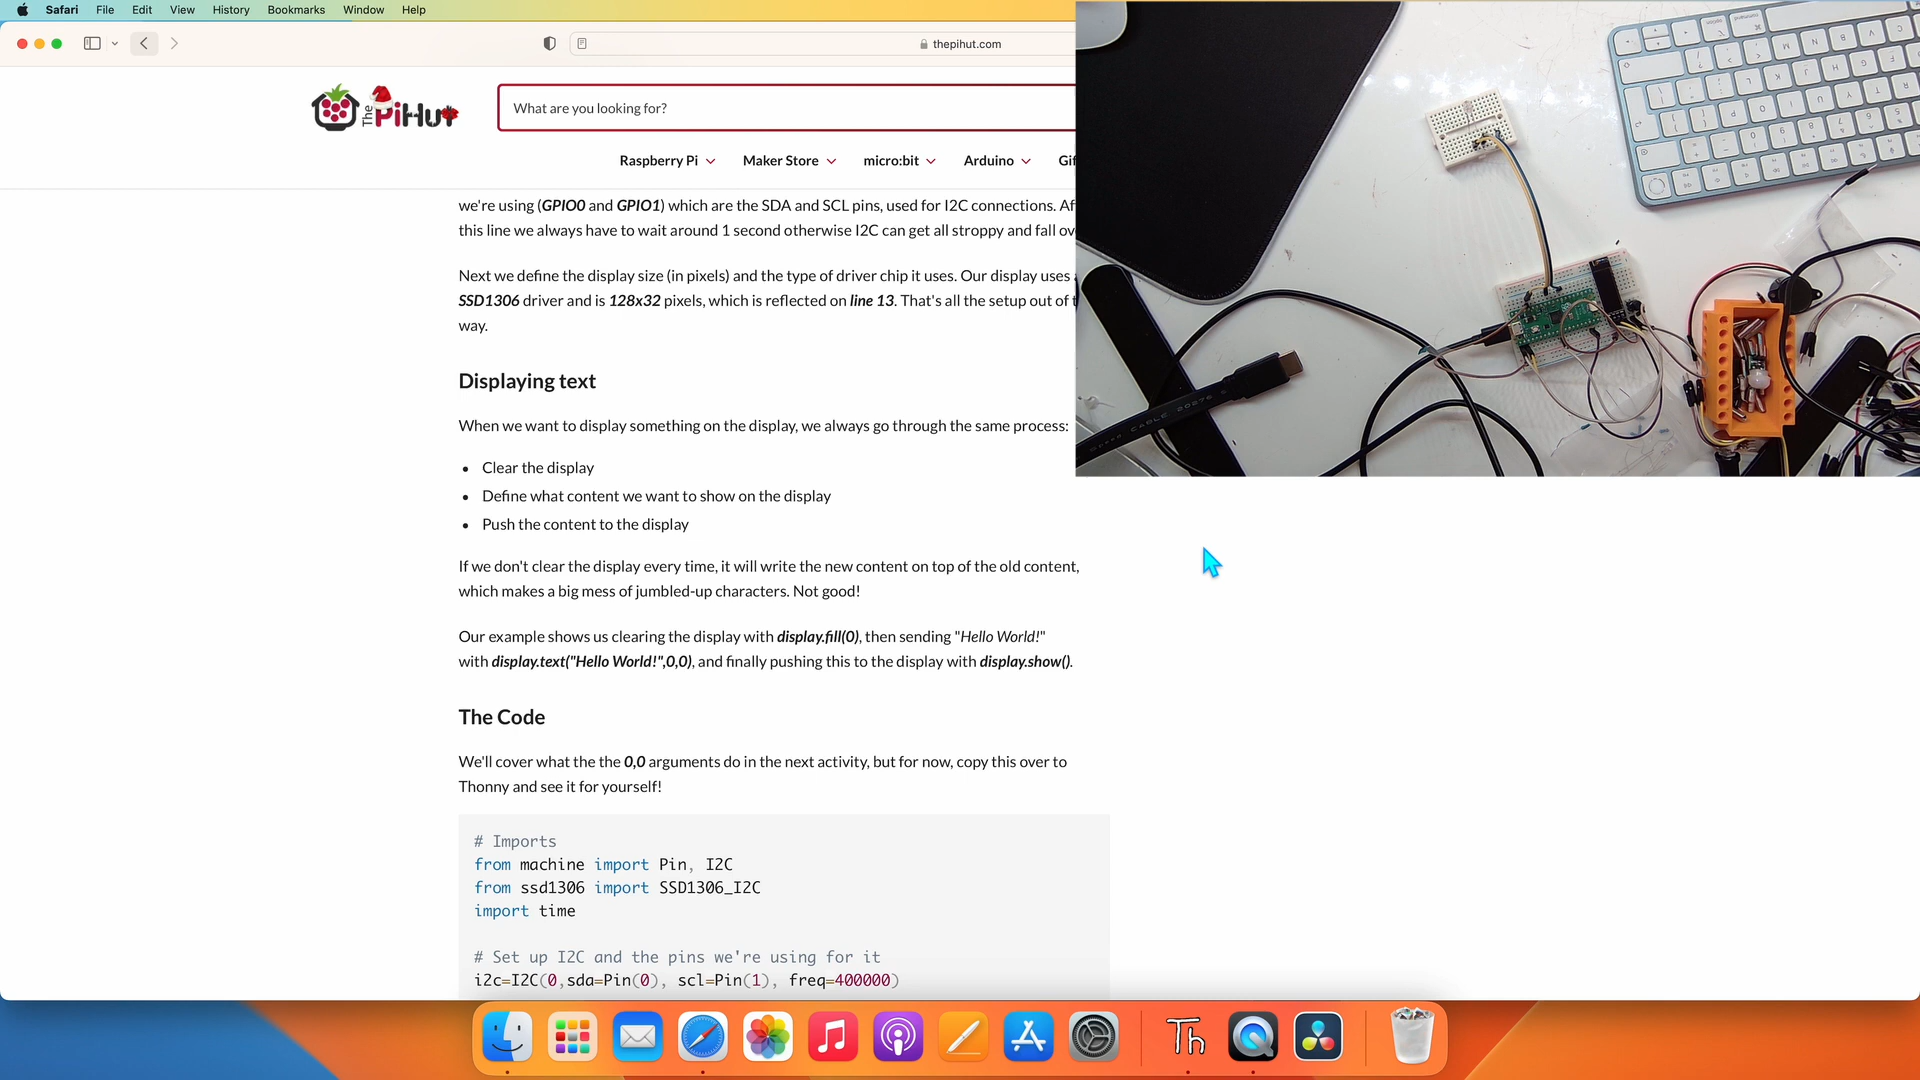 Safari File Edit View History Bookmarks Window Help
thepihut.com
The PiHut
What are you looking for?
Raspberry Pi Maker Store micro:bit Arduino
we're using (GPIO0 and GPIO1) which are the SDA and SCL pins, used for I2C connections.
this line we always have to wait around 1 second otherwise I2C can get all stroppy and fall
Next we define the display size (in pixels) and the type of driver chip it uses. Our display uses
SSD1306 driver and is 128x32 pixels, which is reflected on line 13. That's all the setup out of
way.
Displaying text
When we want to display something on the display, we always go through the same process:
• Clear the display
• Define what content we want to show on the display
• Push the content to the display
If we don't clear the display every time, it will write the new content on top of the old content,
which makes a big mess of jumbled-up characters. Not good!
Our example shows us clearing the display with display.fill(0), then sending "Hello World!"
with display.text("Hello World!",0,0), and finally pushing this to the display with display.show().
The Code
We'll cover what the the 0,0 arguments do in the next activity, but for now, copy this over to
Thonny and see it for yourself!
# Imports
from machine import Pin, I2C
from ssd1306 import SSD1306_I2C
import time
# Set up I2C and the pins we're using for it
i2c=I2C(0,sda=Pin(0), scl=Pin(1), freq=400000)
Th